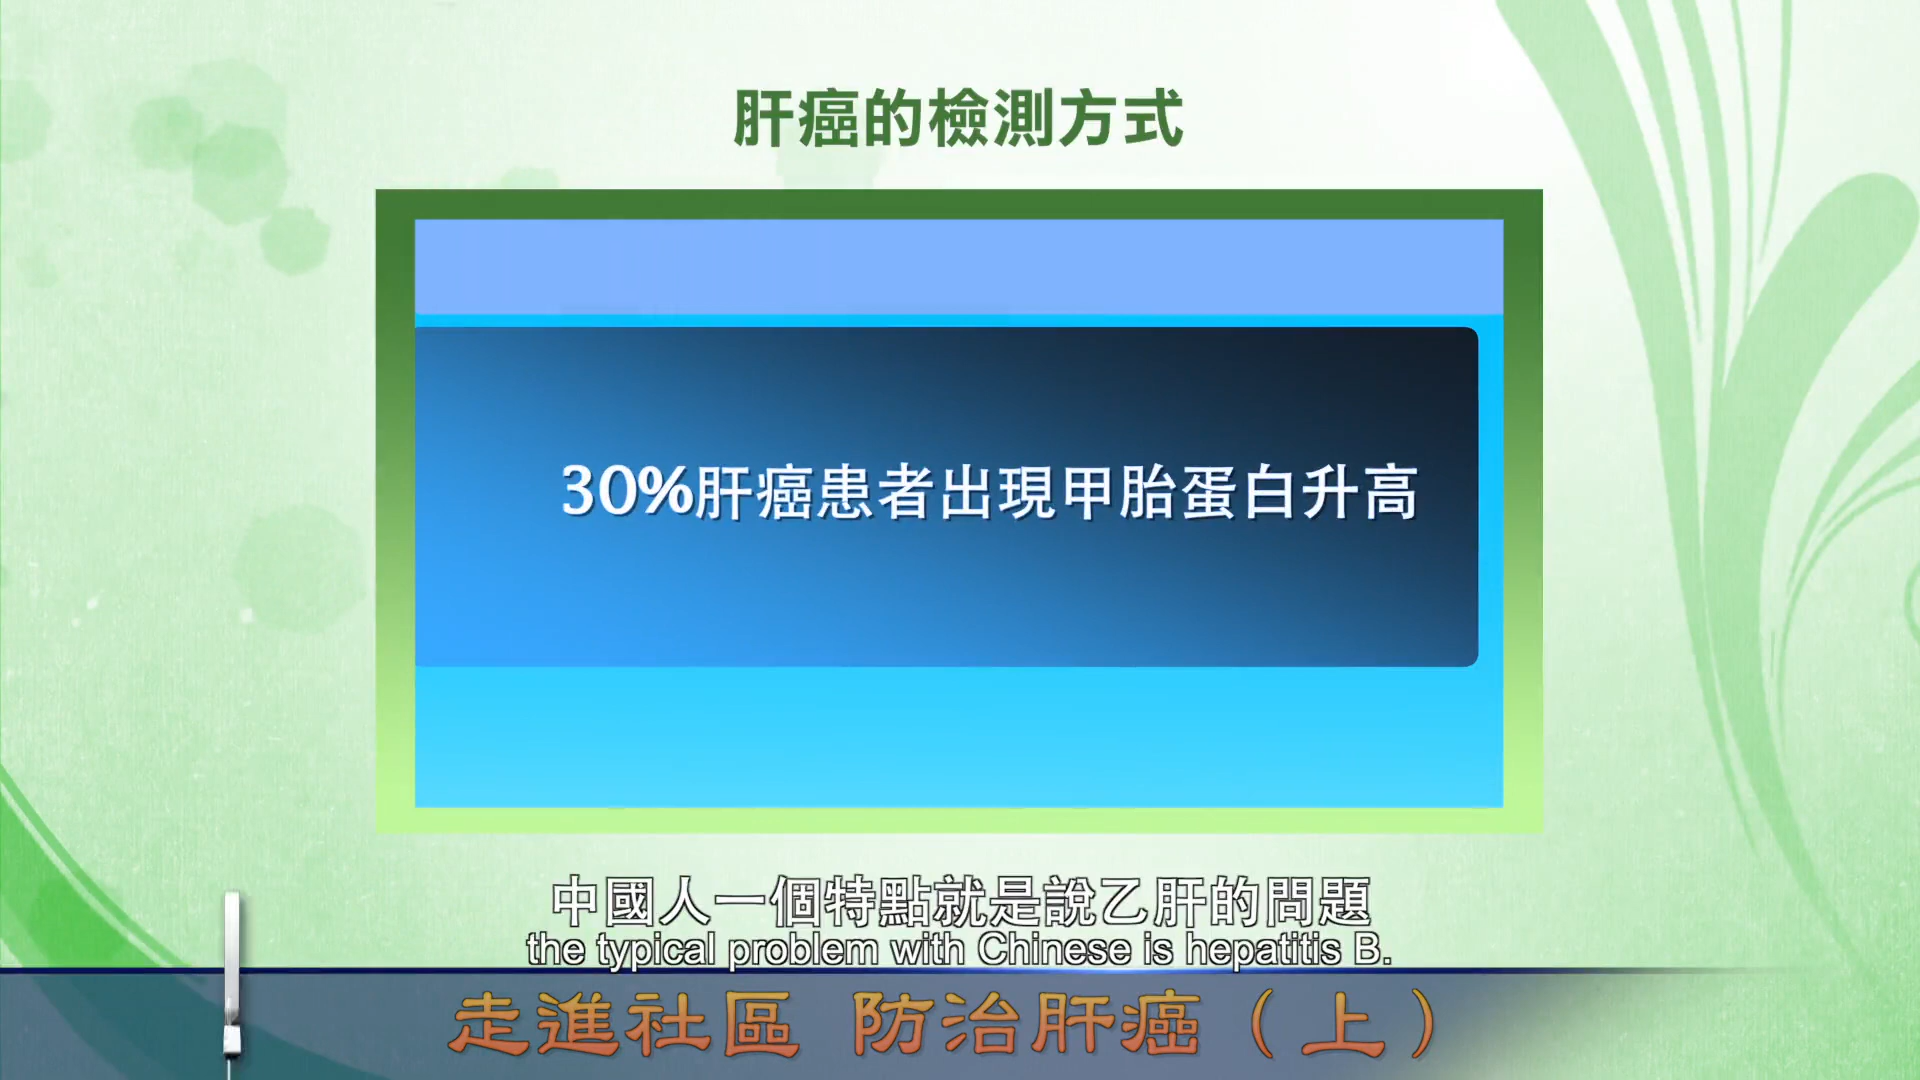 肝癌的檢測方式
30%肝癌患者出現甲胎蛋白升高
中國人一個特點就是說乙肝的問題
the typical problem with Chinese is hepatitis B.
走進社區 防治肝癌（上）